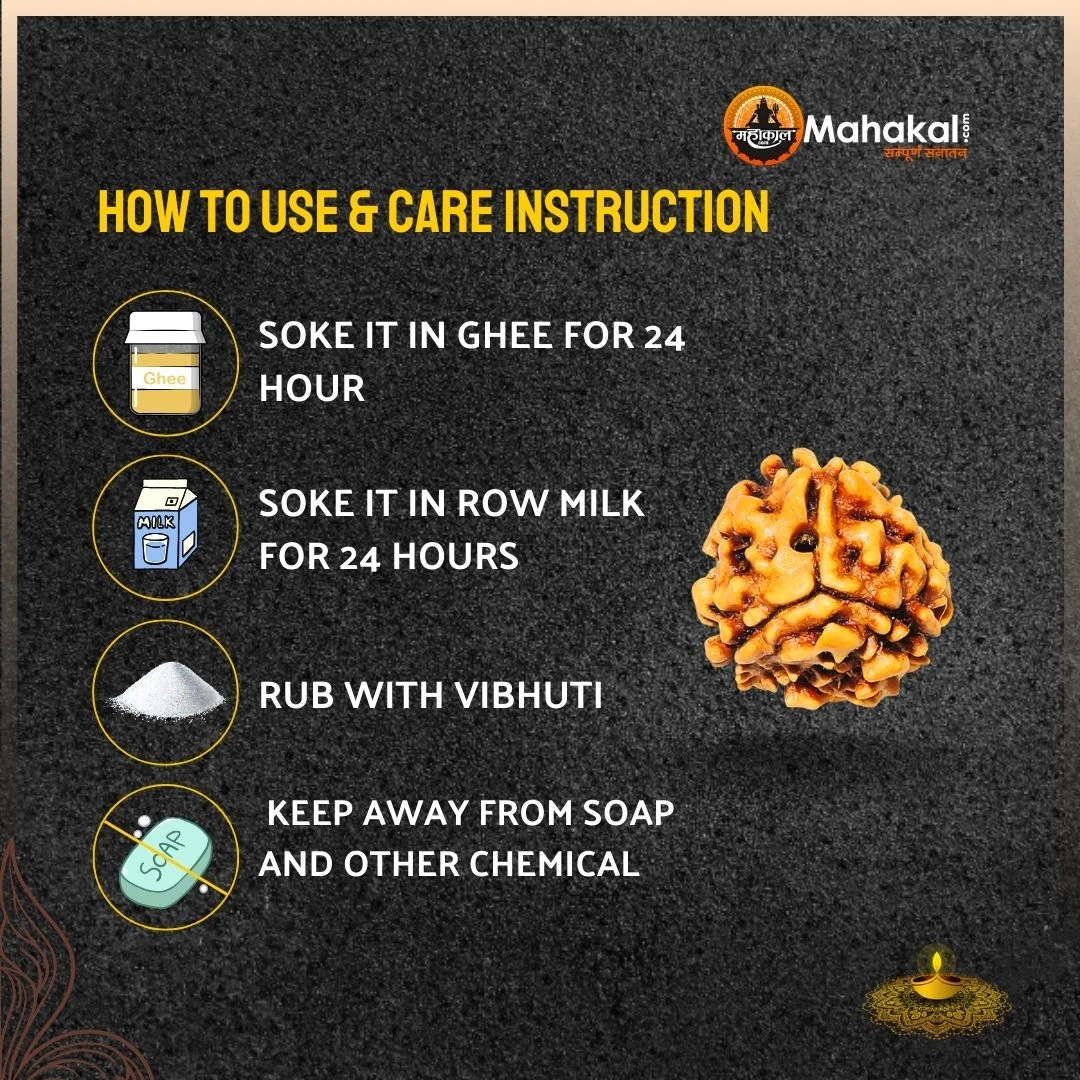 महाकाल
.com
Mahakal.com
सम्पूर्ण सनातन
HOW TO USE & CARE INSTRUCTION
Ghee
SOKE IT IN GHEE FOR 24
HOUR
MILK
SOKE IT IN ROW MILK
FOR 24 HOURS
RUB WITH VIBHUTI
SOAP
KEEP AWAY FROM SOAP
AND OTHER CHEMICAL